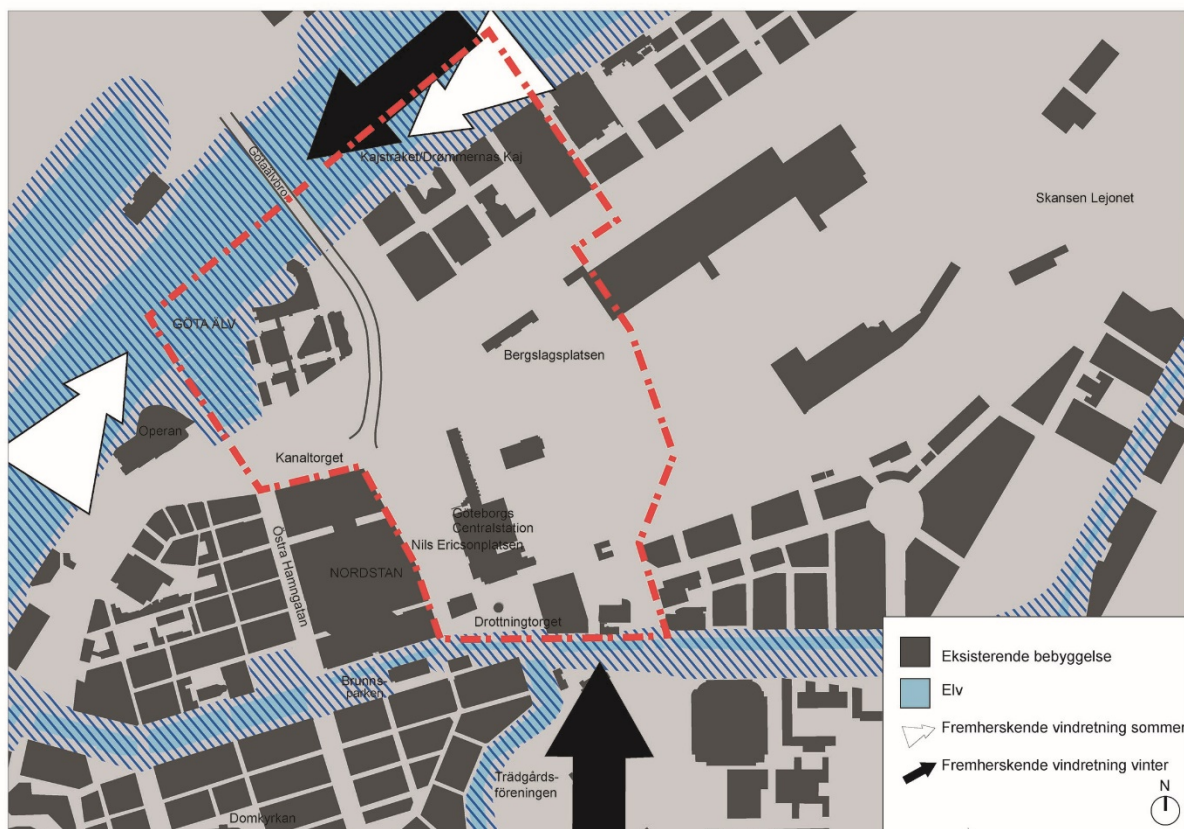 Götaälvbron
Kajstråket/Drømmernas Kaj
Skansen Lejonet
GÖTA ÄLV
Bergslagsplatsen
Operan
Kanaltorget
Göteborgs
Centralstation
Nils Ericsonplatsen
Östra Hamngatan
NORDSTAN
Drottningtorget
Brunns-
parken
Trädgårds-
föreningen
Domkyrkan
Eksisterende bebyggelse
Elv
Fremherskende vindretning sommer
Fremherskende vindretning vinter
N